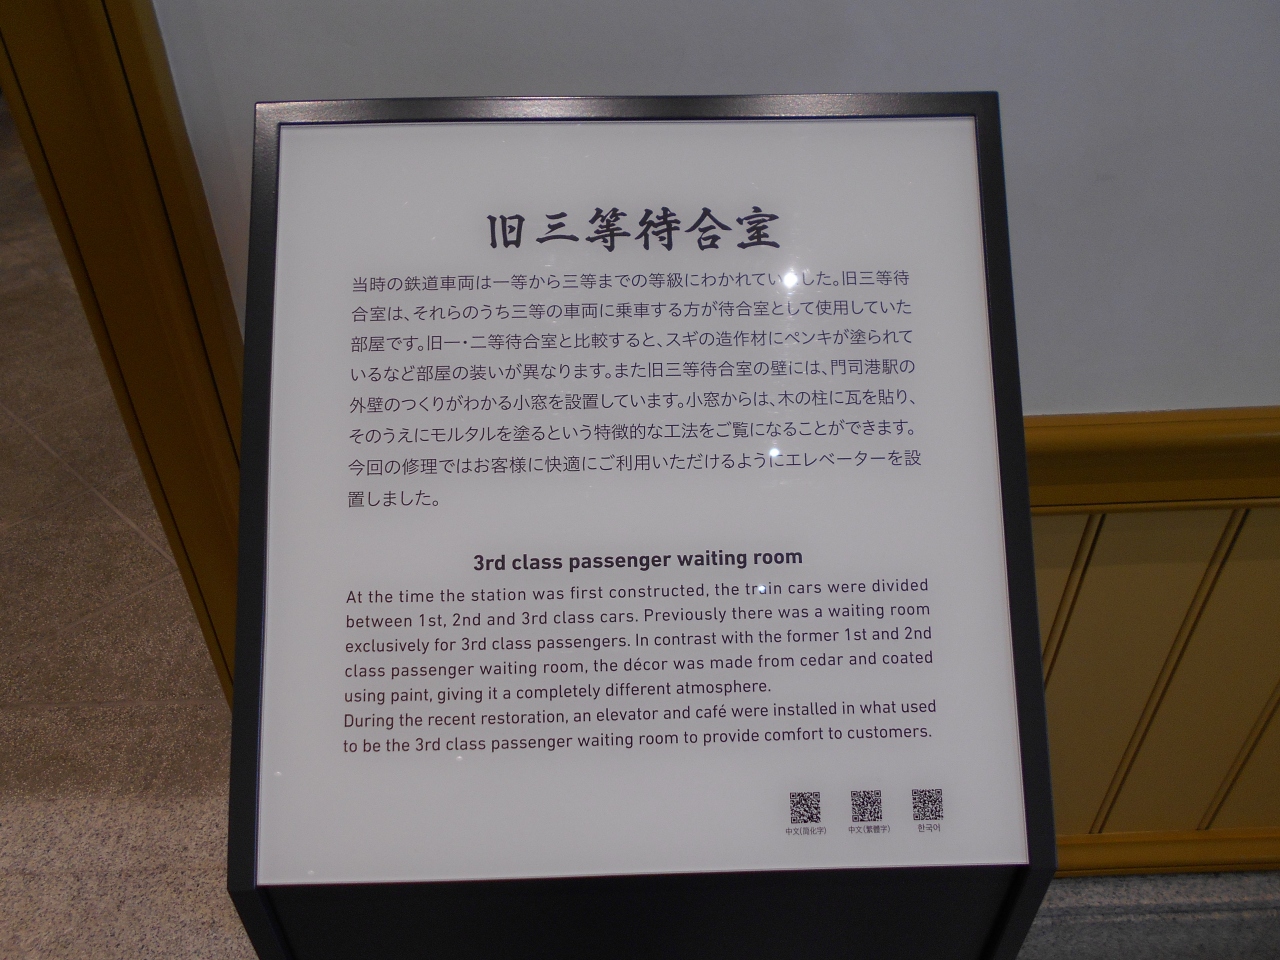 旧三等待合室
当時の鉄道車両は一等から三等までの等級にわかれていました。旧三等待
合室は、それらのうち三等の車両に乗車する方が待合室として使用していた
部屋です。旧一・二等待合室と比較すると、スギの造作材にペンキが塗られて
いるなど部屋の装いが異なります。また旧三等待合室の壁には、門司港駅の
外壁のつくりがわかる小窓を設置しています。小窓からは、木の柱に瓦を貼り、
そのうえにモルタルを塗るという特徴的な工法をご覧になることができます。
今回の修理ではお客様に快適にご利用いただけるようにエレベーターを設
置しました。
3rd class passenger waiting room
At the time the station was first constructed, the train cars were divided
between 1st, 2nd and 3rd class cars. Previously there was a waiting room
exclusively for 3rd class passengers. In contrast with the former 1st and 2nd
class passenger waiting room, the décor was made from cedar and coated
using paint, giving it a completely different atmosphere.
During the recent restoration, an elevator and café were installed in what used
to be the 3rd class passenger waiting room to provide comfort to customers.
中文(简化字) 中文(繁體字) 한국어